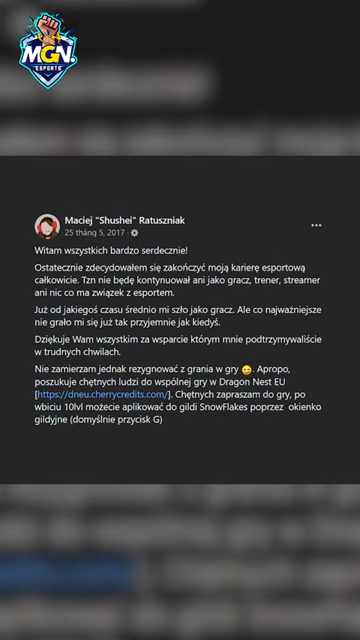 MGN.
ESPORTS
Maciej "Shushei" Ratuszniak
25 tháng 5, 2017 ·
Witam wszystkich bardzo serdecznie!
Ostatecznie zdecydowałem się zakończyć moją karierę esportową
całkowicie. Tzn nie będę kontynuował ani jako gracz, trener, streamer
ani nic co ma związek z esportem.
Już od jakiegoś czasu średnio mi szło jako gracz. Ale co najważniejsze
nie grało mi się już tak przyjemnie jak kiedyś.
Dziękuje Wam wszystkim za wsparcie którym mnie podtrzymywaliście
w trudnych chwilach.
Nie zamierzam jednak rezygnować z grania w gry 😉. Apropo,
poszukuje chętnych ludzi do wspólnej gry w Dragon Nest EU
[https://dneu.cherrycredits.com/]. Chętnych zapraszam do gry, po
wbiciu 10lvl możecie aplikować do gildi SnowFlakes poprzez okienko
gildyjne (domyślnie przycisk G)